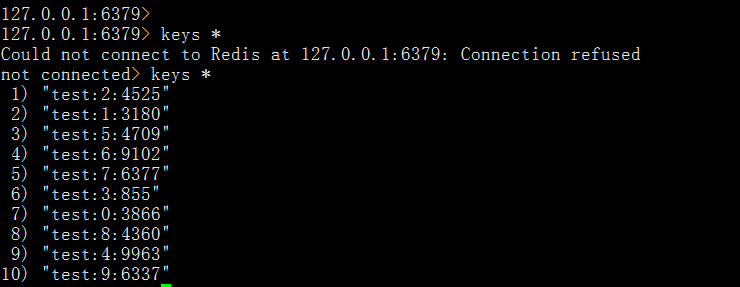 127.0.0.1:6379>
127.0.0.1:6379> keys *
Could not connect to Redis at 127.0.0.1:6379: Connection refused
not connected> keys *
 1) "test:2:4525"
 2) "test:1:3180"
 3) "test:5:4709"
 4) "test:6:9102"
 5) "test:7:6377"
 6) "test:3:855"
 7) "test:0:3866"
 8) "test:8:4360"
 9) "test:4:9963"
10) "test:9:6337"